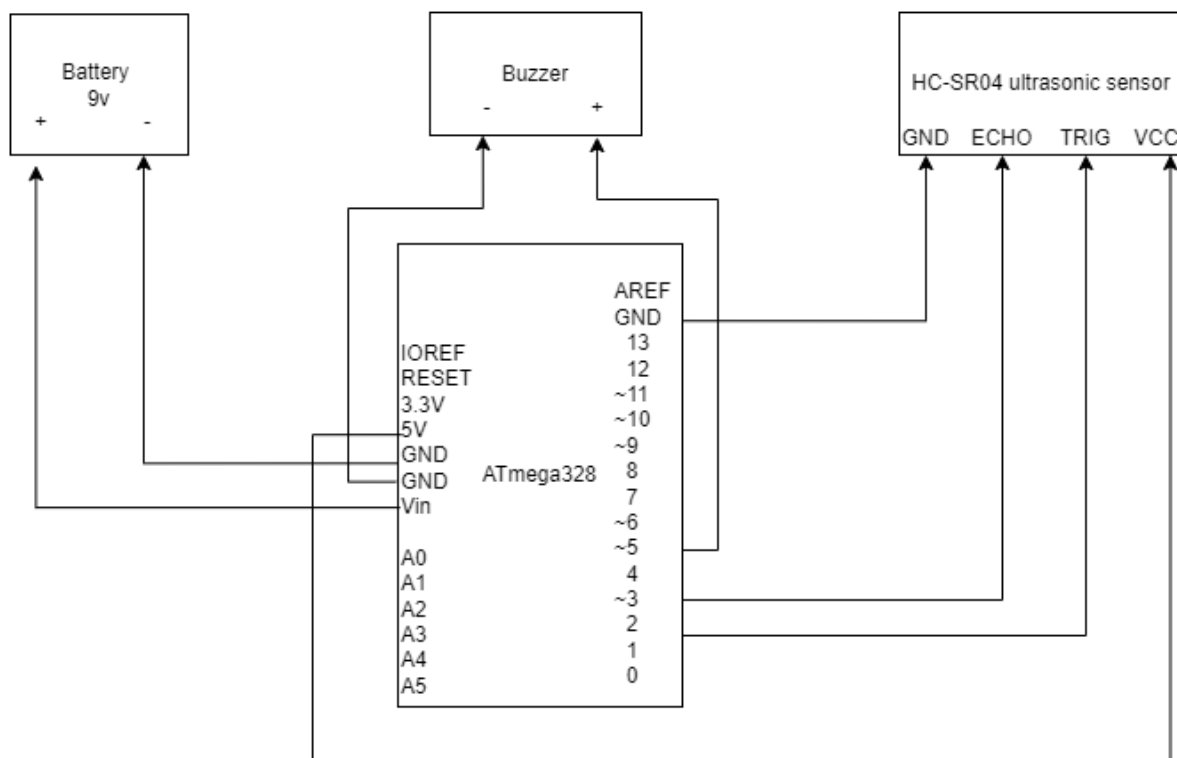 Battery
9v
+ -
Buzzer
- +
HC-SR04 ultrasonic sensor
GND ECHO TRIG VCC
IOREF
RESET
3.3V
5V
GND
GND
Vin
A0
A1
A2
A3
A4
A5
ATmega328
AREF
GND
13
12
~11
~10
~9
8
7
~6
~5
4
~3
2
1
0